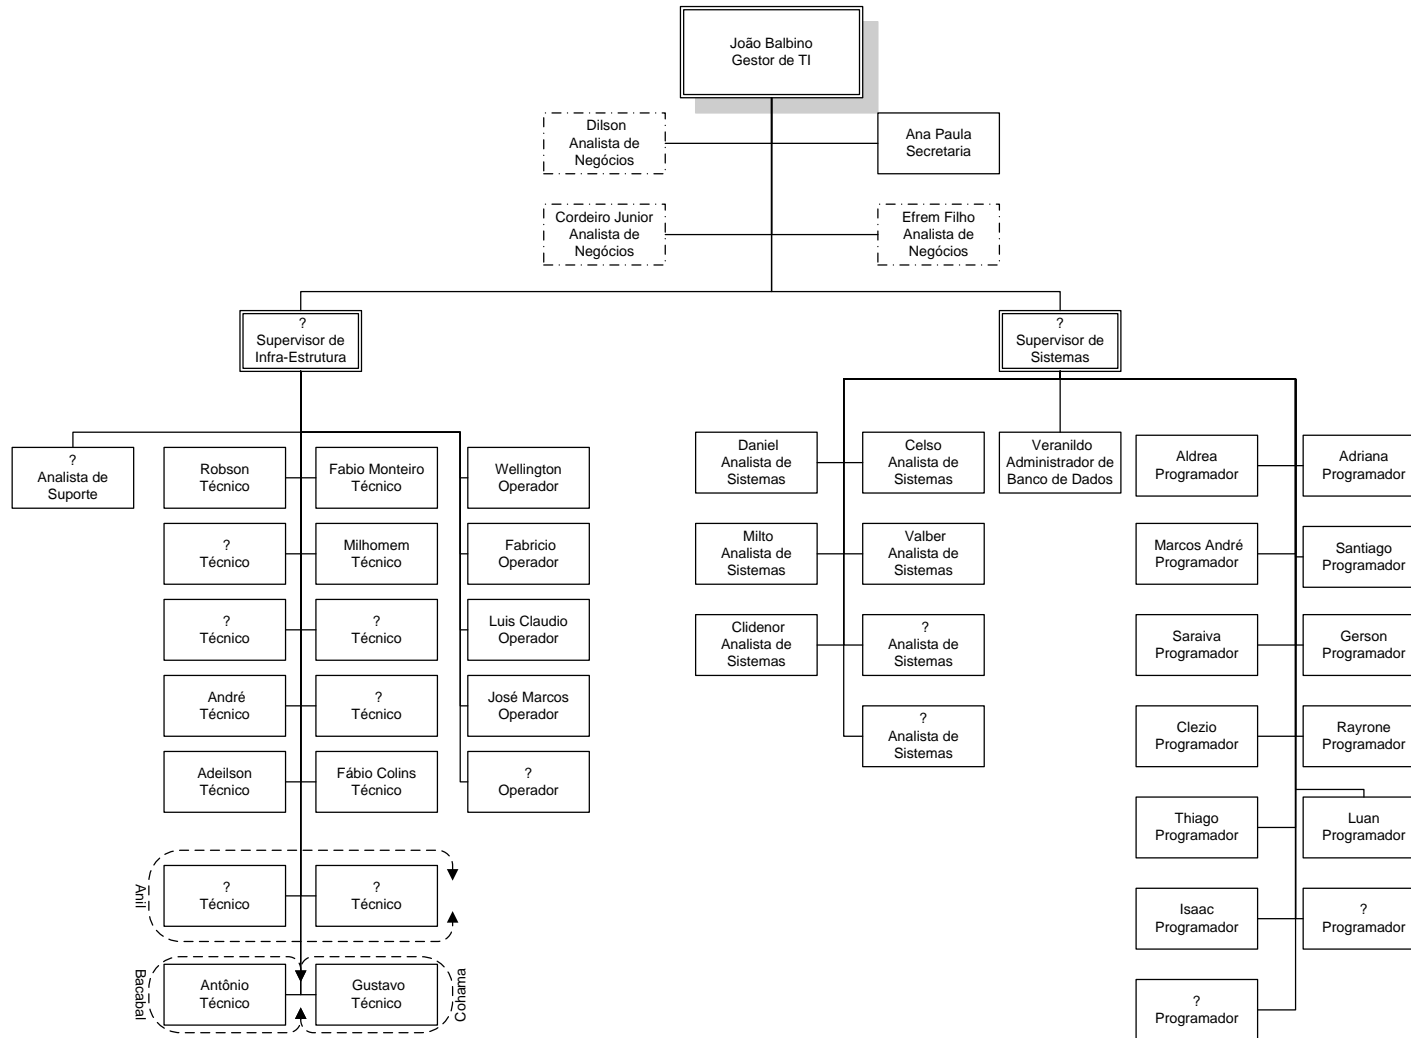 João Balbino
Gestor de TI
Dilson
Analista de
Negócios
Ana Paula
Secretaria
Cordeiro Junior
Analista de
Negócios
Efrem Filho
Analista de
Negócios
?
Supervisor de
Infra-Estrutura
?
Supervisor de
Sistemas
?
Analista de
Suporte
Robson
Técnico
Fabio Monteiro
Técnico
Wellington
Operador
?
Técnico
Milhomem
Técnico
Fabricio
Operador
?
Técnico
?
Técnico
Luis Claudio
Operador
André
Técnico
?
Técnico
José Marcos
Operador
Adeilson
Técnico
Fábio Colins
Técnico
?
Operador
Anil
?
Técnico
?
Técnico
Bacabal
Antônio
Técnico
Gustavo
Técnico
Cohama
Daniel
Analista de
Sistemas
Celso
Analista de
Sistemas
Veranildo
Administrador de
Banco de Dados
Aldrea
Programador
Adriana
Programador
Milto
Analista de
Sistemas
Valber
Analista de
Sistemas
Marcos André
Programador
Santiago
Programador
Clidenor
Analista de
Sistemas
?
Analista de
Sistemas
Saraiva
Programador
Gerson
Programador
?
Analista de
Sistemas
Clezio
Programador
Rayrone
Programador
Thiago
Programador
Luan
Programador
Isaac
Programador
?
Programador
?
Programador